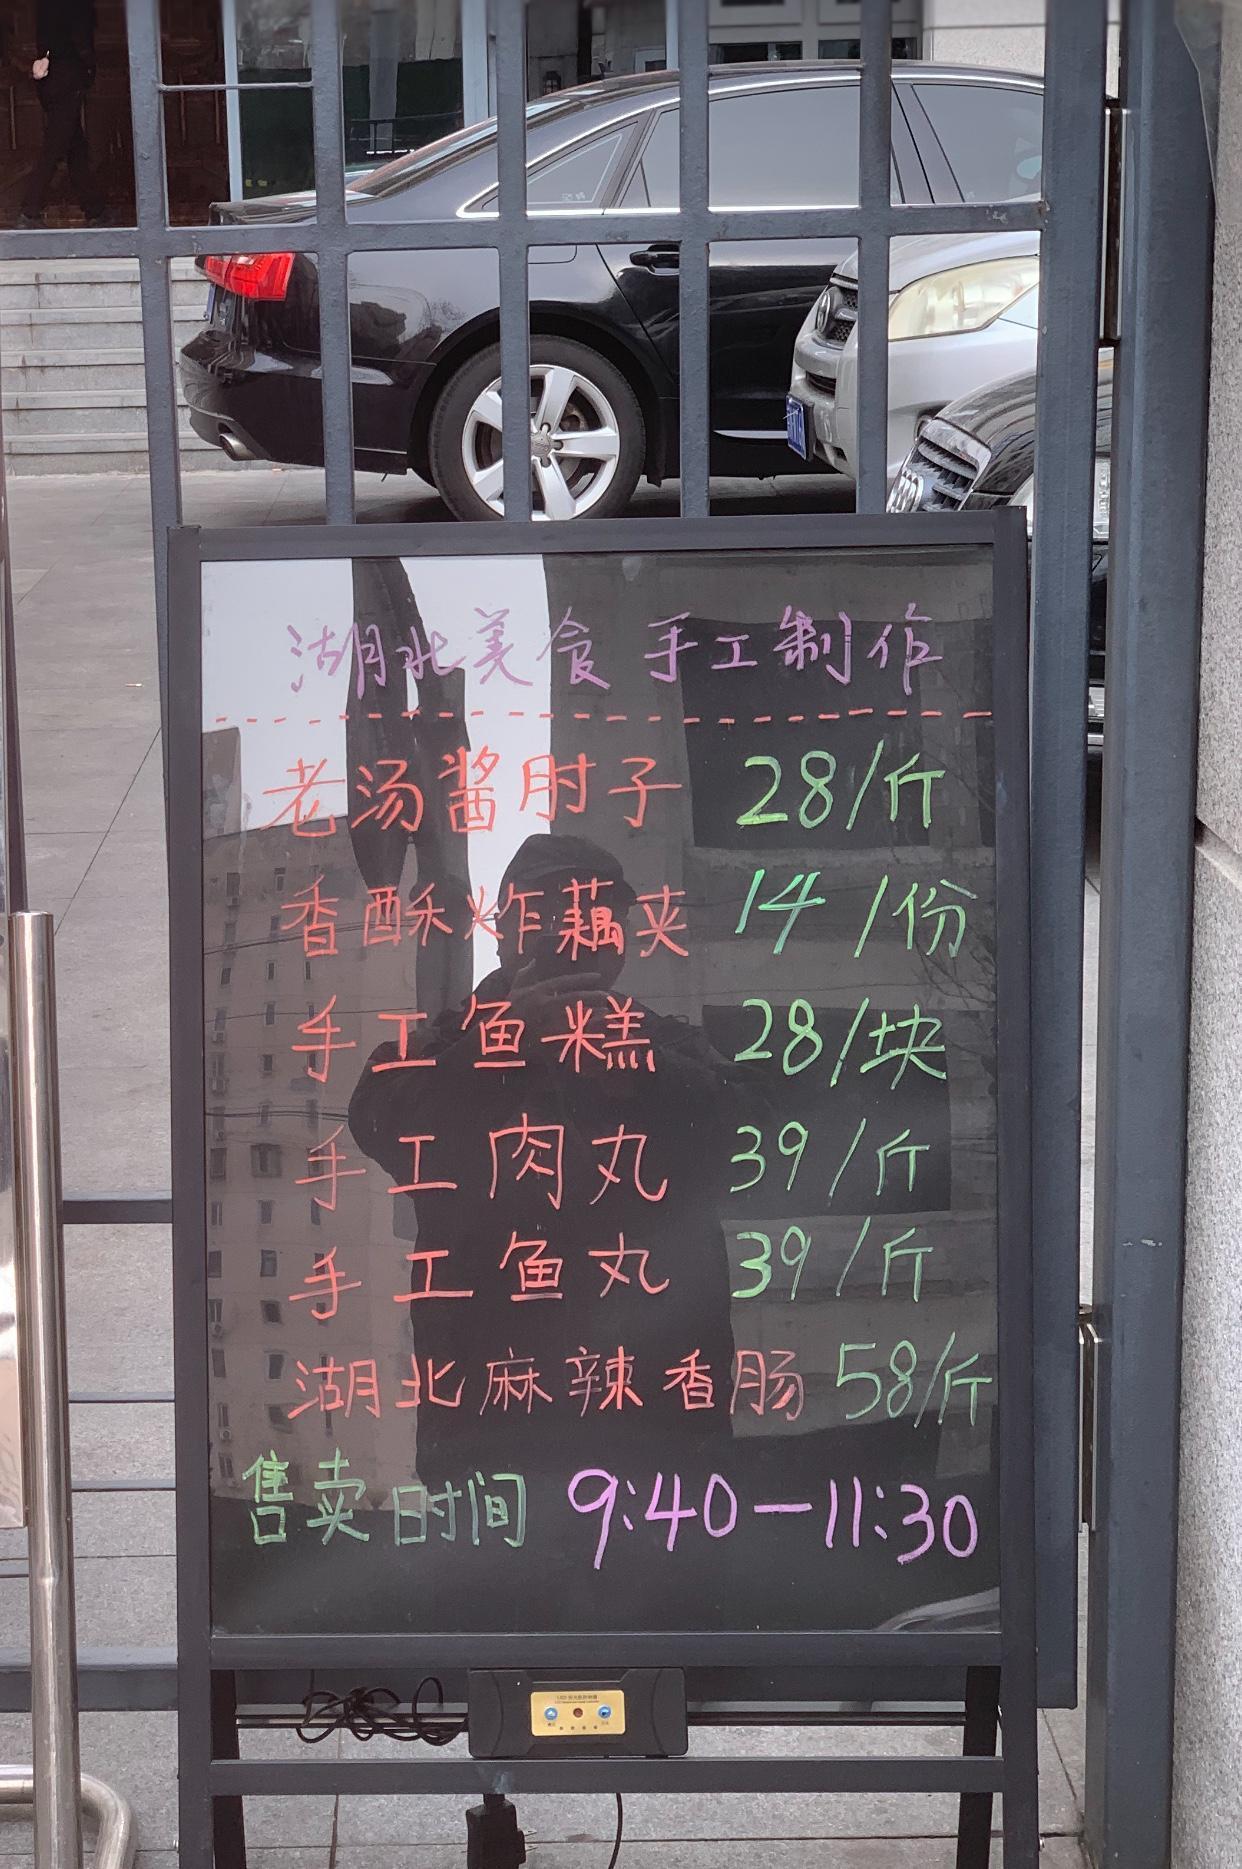 湖北美食 手工制作
老汤酱肘子 28/斤
香酥炸藕夹 14/份
手工鱼糕 28/块
手工肉丸 39/斤
手工鱼丸 39/斤
湖北麻辣香肠 58/斤
售卖时间 9:40—11:30